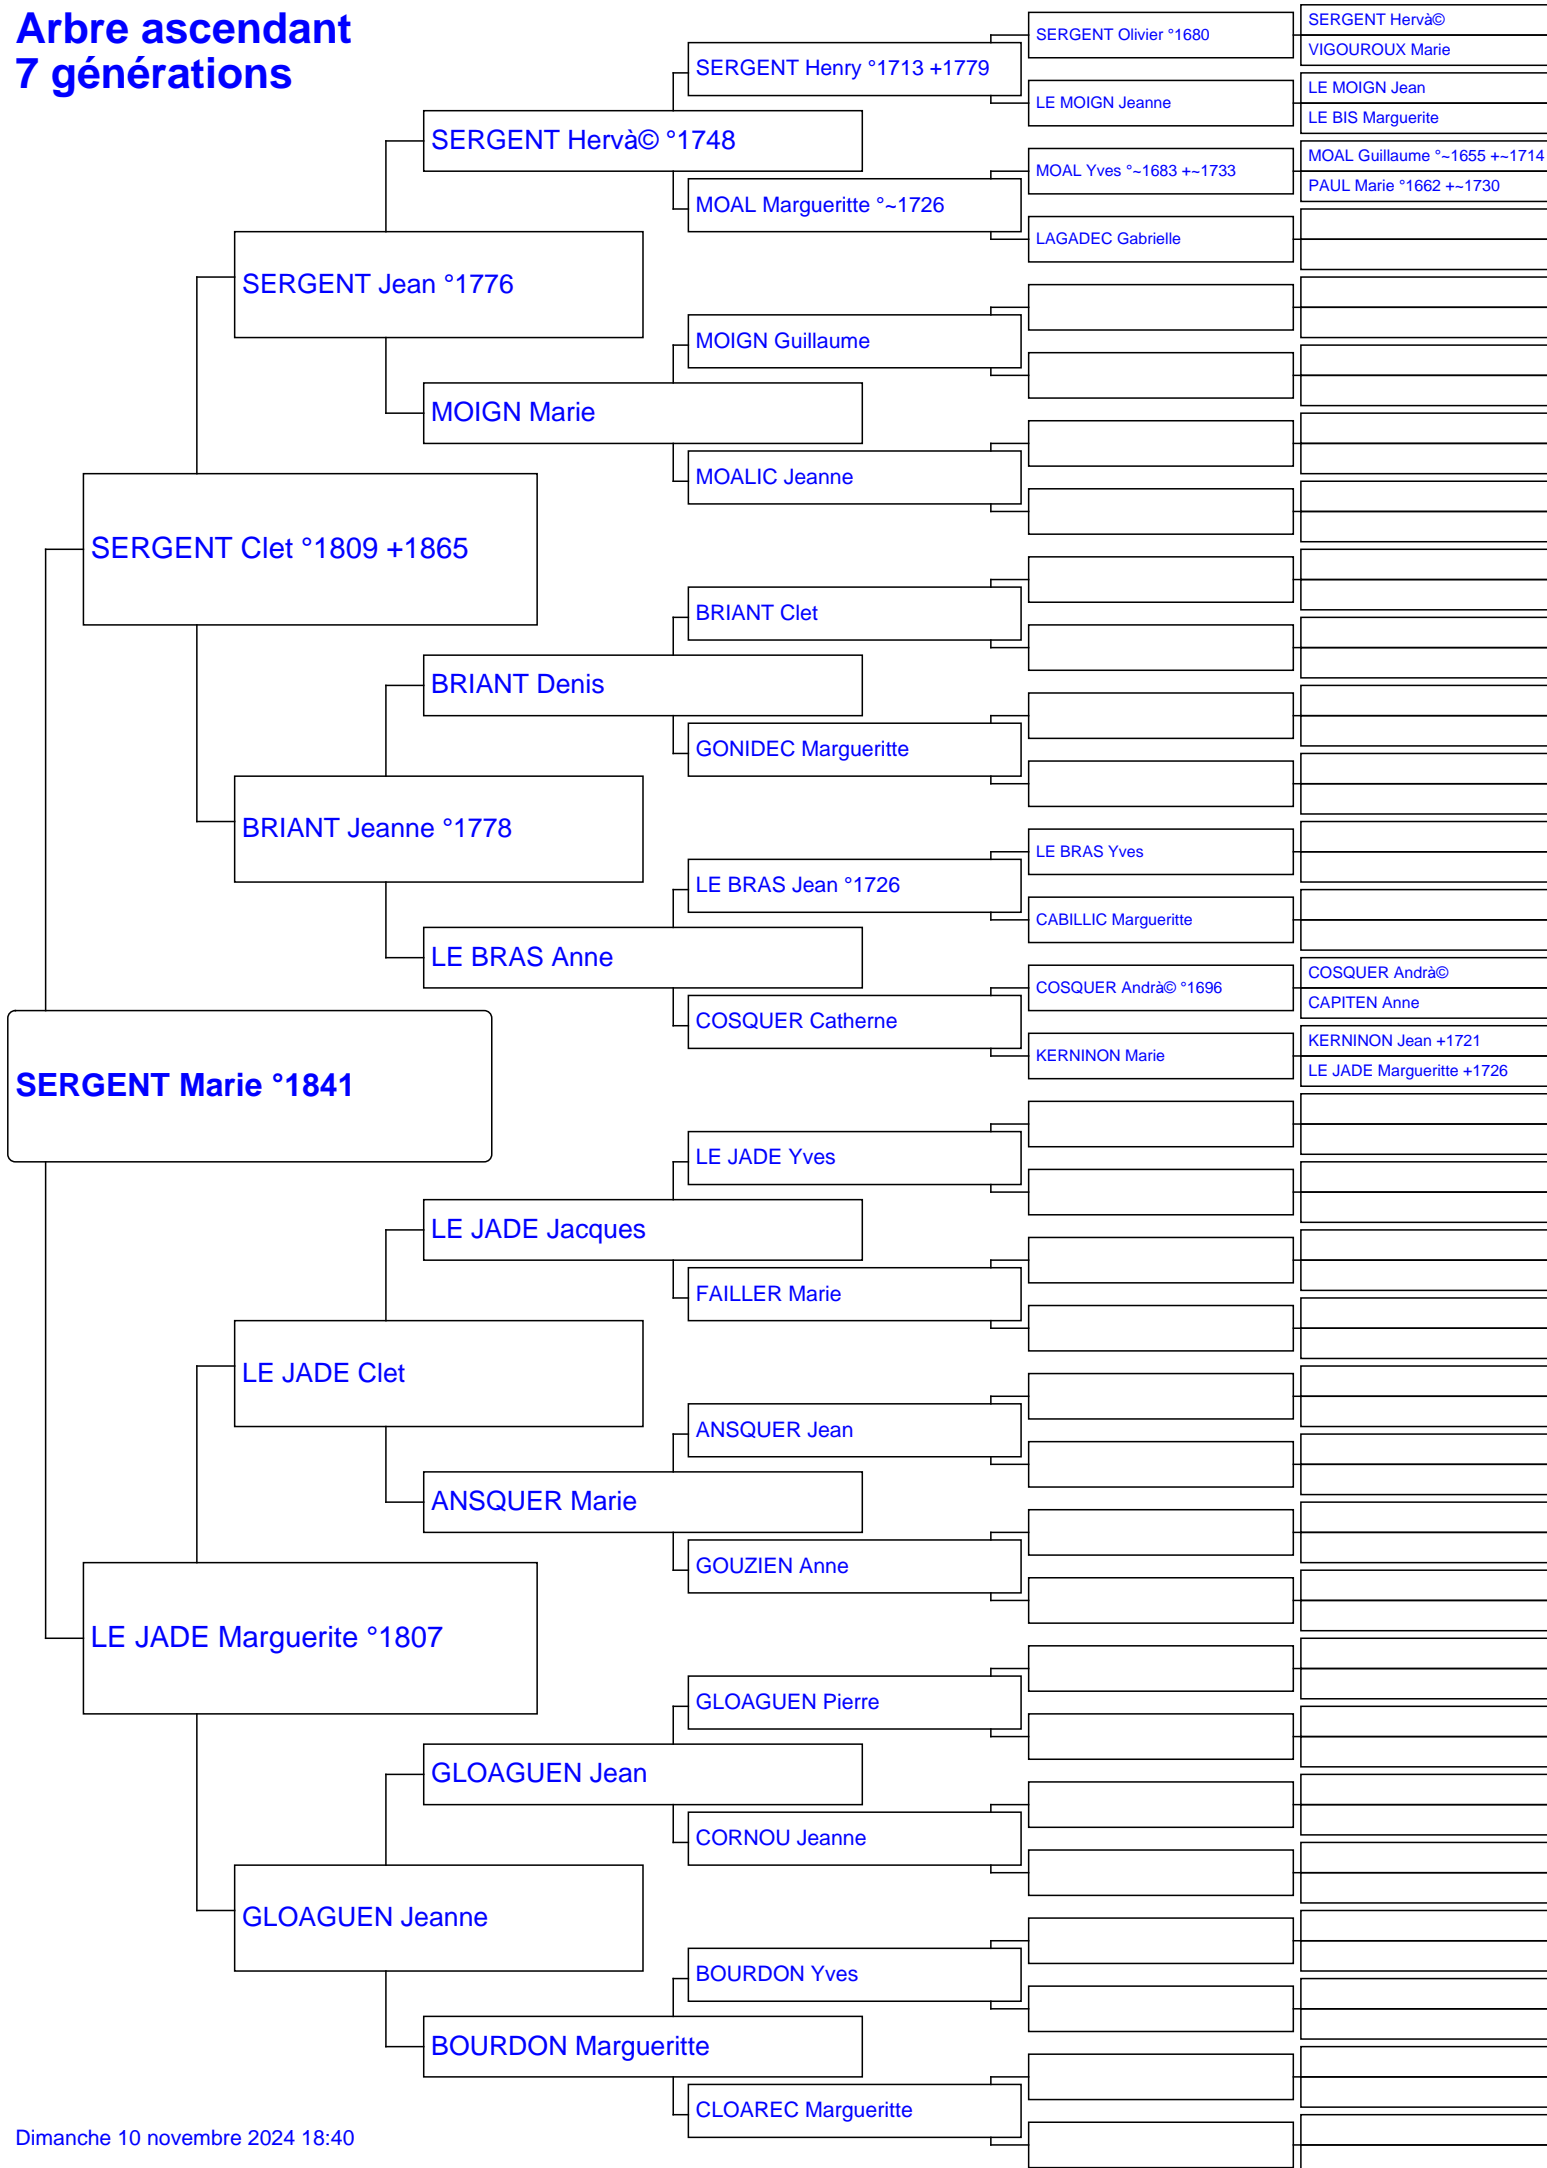 Arbre ascendant
7 générations
SERGENT Marie °1841
SERGENT Clet °1809 +1865
LE JADE Marguerite °1807
SERGENT Jean °1776
BRIANT Jeanne °1778
LE JADE Clet
GLOAGUEN Jeanne
SERGENT Hervà© °1748
MOIGN Marie
BRIANT Denis
LE BRAS Anne
LE JADE Jacques
ANSQUER Marie
GLOAGUEN Jean
BOURDON Margueritte
SERGENT Henry °1713 +1779
MOAL Margueritte °~1726
MOIGN Guillaume
MOALIC Jeanne
BRIANT Clet
GONIDEC Margueritte
LE BRAS Jean °1726
COSQUER Catherne
LE JADE Yves
FAILLER Marie
ANSQUER Jean
GOUZIEN Anne
GLOAGUEN Pierre
CORNOU Jeanne
BOURDON Yves
CLOAREC Margueritte
SERGENT Olivier °1680
LE MOIGN Jeanne
MOAL Yves °~1683 +~1733
LAGADEC Gabrielle
LE BRAS Yves
CABILLIC Margueritte
COSQUER Andrà© °1696
KERNINON Marie
SERGENT Hervà©
VIGOUROUX Marie
LE MOIGN Jean
LE BIS Marguerite
MOAL Guillaume °~1655 +~1714
PAUL Marie °1662 +~1730
COSQUER Andrà©
CAPITEN Anne
KERNINON Jean +1721
LE JADE Margueritte +1726
Dimanche 10 novembre 2024 18:40